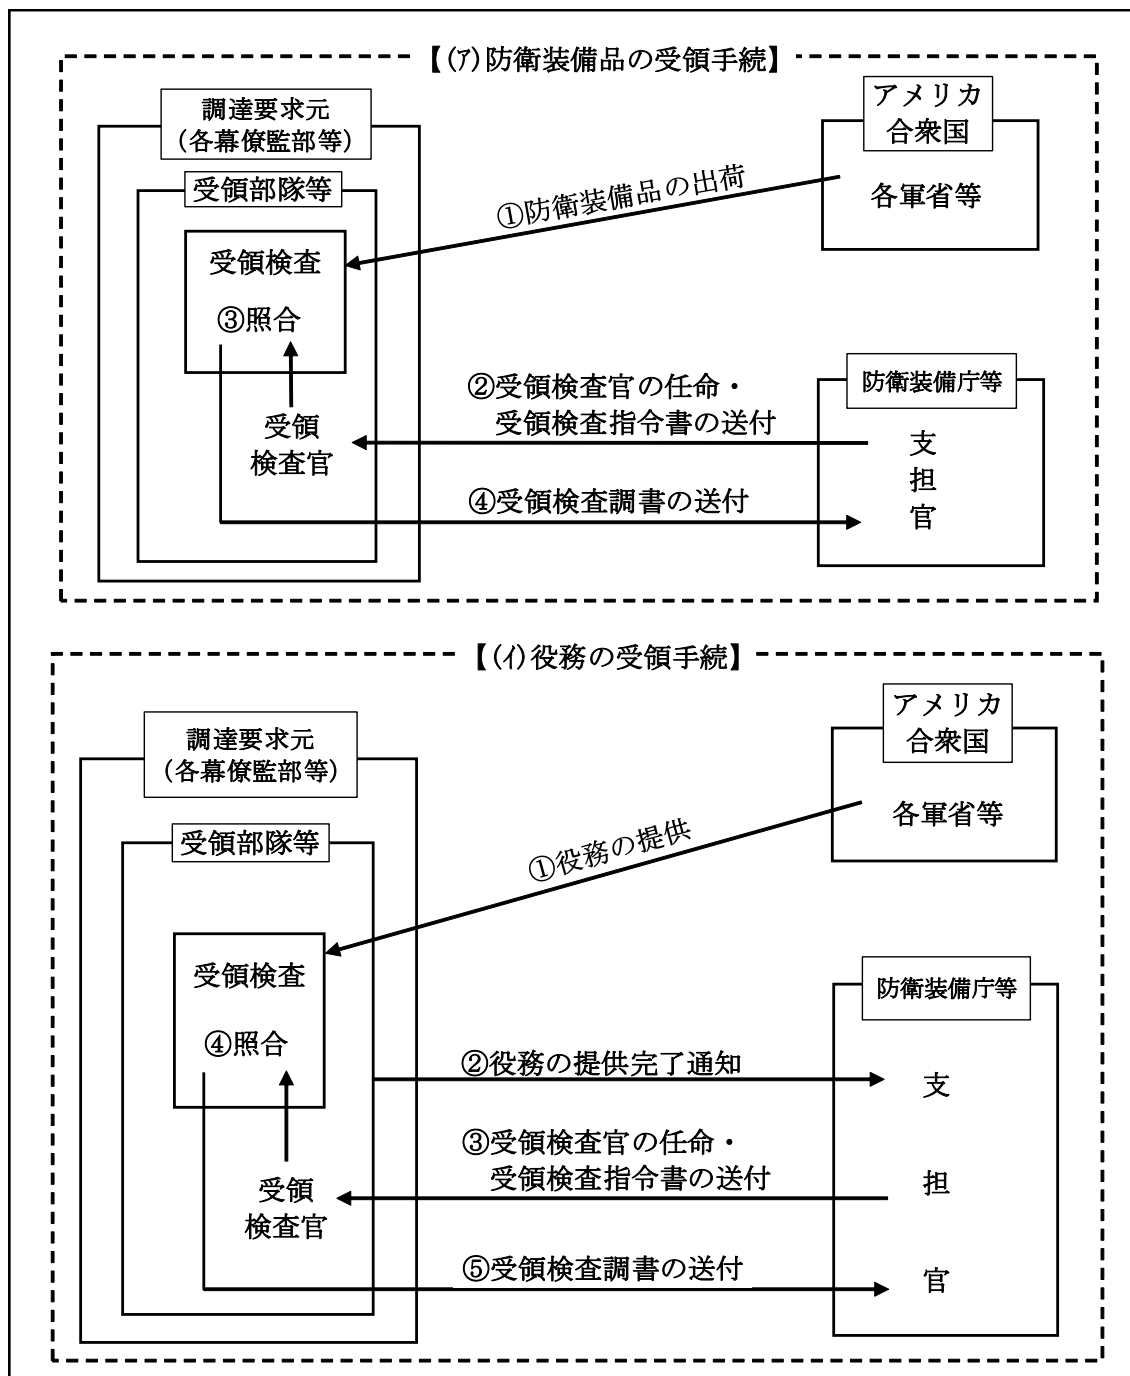 【(ｱ)防衛装備品の受領手続】
調達要求元
(各幕僚監部等)
受領部隊等
受領検査
③照合
受領
検査官
アメリカ
合衆国
各軍省等
①防衛装備品の出荷
②受領検査官の任命・
受領検査指令書の送付
④受領検査調書の送付
防衛装備庁等
支
担
官
【(ｲ)役務の受領手続】
調達要求元
(各幕僚監部等)
受領部隊等
受領検査
④照合
受領
検査官
アメリカ
合衆国
各軍省等
①役務の提供
②役務の提供完了通知
③受領検査官の任命・
受領検査指令書の送付
⑤受領検査調書の送付
防衛装備庁等
支
担
官